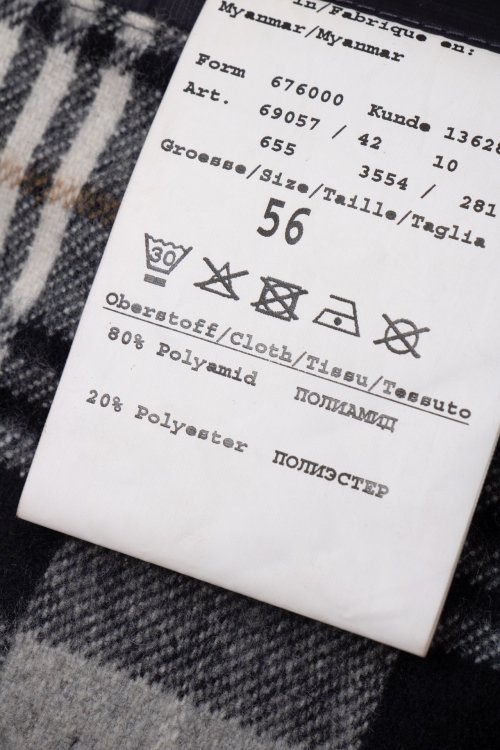 in/Fabrique en:
Myanmar/Myanmar
Form 676000 Kunde 13628
Art. 69057 / 42 10
655 3554 / 281
Groesse/Size/Taille/Taglia
56
30
Oberstoff/Cloth/Tissu/Tessuto
80% Polyamid ПОЛИАМИД
20% Polyester ПОЛИЭСТЕР